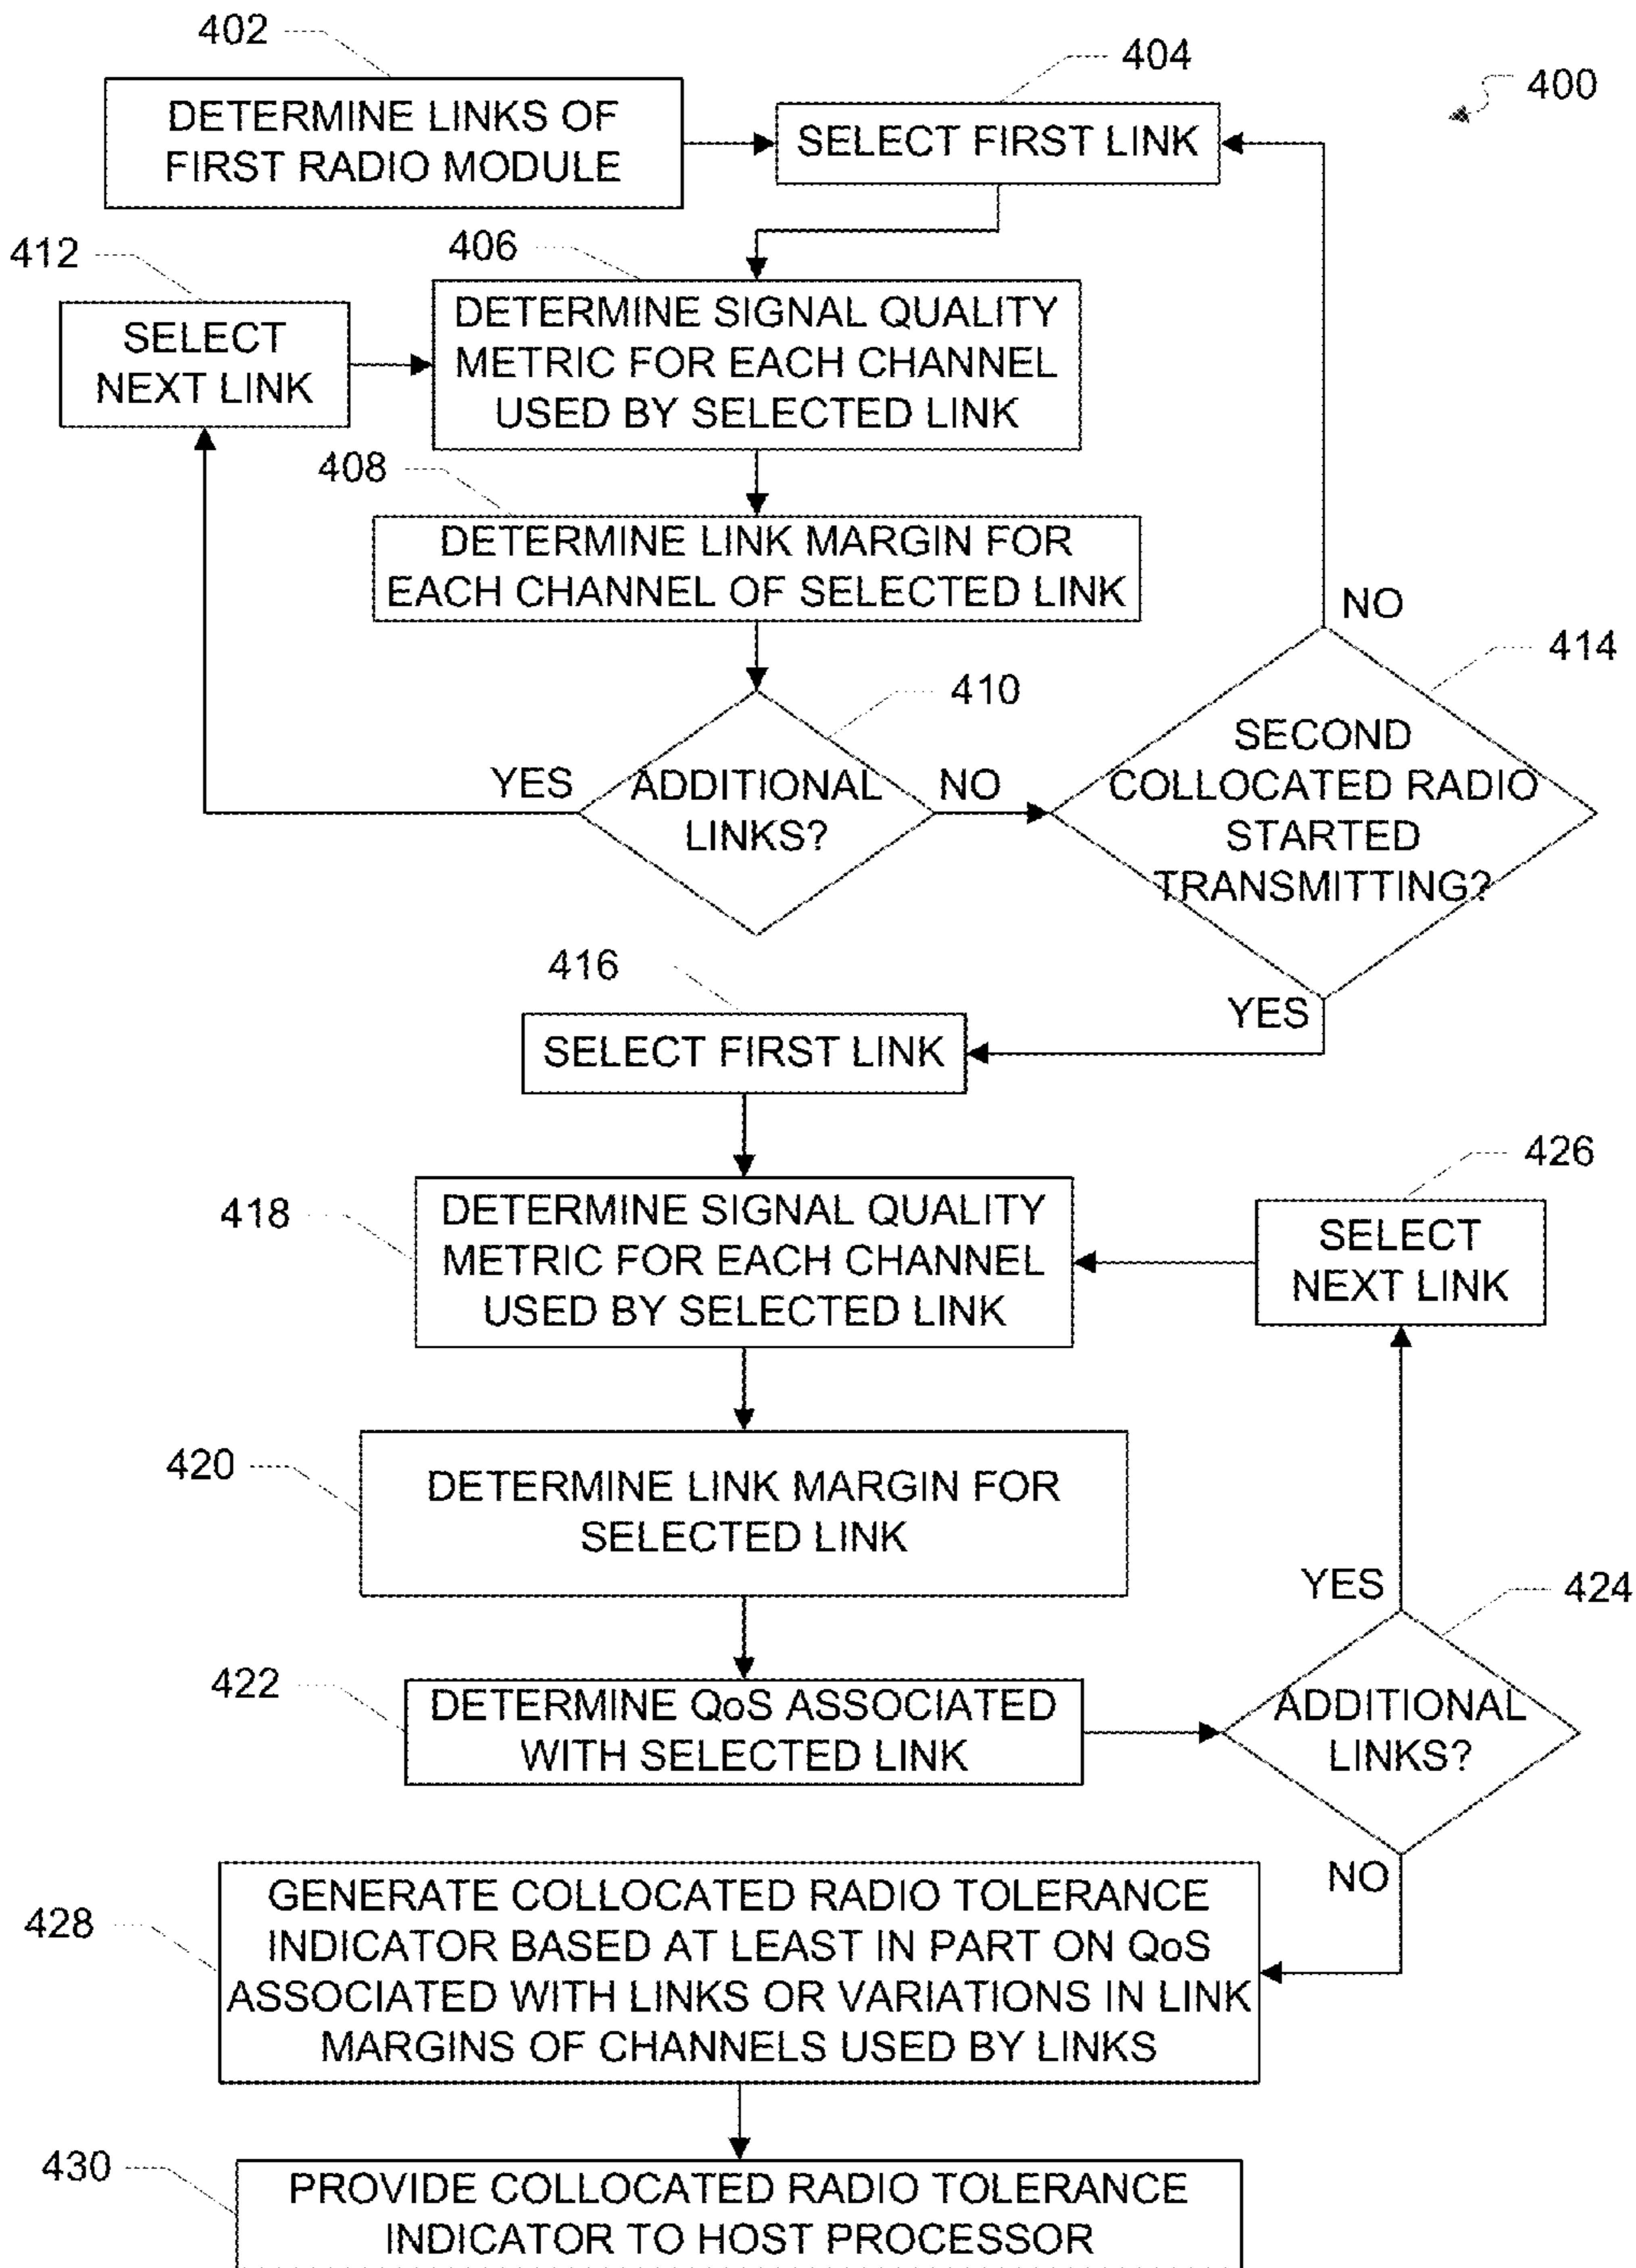 402
404
400
DETERMINE LINKS OF
FIRST RADIO MODULE
SELECT FIRST LINK
412
406
SELECT
NEXT LINK
DETERMINE SIGNAL QUALITY
METRIC FOR EACH CHANNEL
USED BY SELECTED LINK
408
DETERMINE LINK MARGIN FOR
EACH CHANNEL OF SELECTED LINK
NO
414
410
YES
ADDITIONAL
LINKS?
NO
SECOND
COLLOCATED RADIO
STARTED
TRANSMITTING?
416
YES
SELECT FIRST LINK
426
418
DETERMINE SIGNAL QUALITY
METRIC FOR EACH CHANNEL
USED BY SELECTED LINK
SELECT
NEXT LINK
420
DETERMINE LINK MARGIN FOR
SELECTED LINK
YES
424
422
DETERMINE QoS ASSOCIATED
WITH SELECTED LINK
ADDITIONAL
LINKS?
NO
428
GENERATE COLLOCATED RADIO TOLERANCE
INDICATOR BASED AT LEAST IN PART ON QoS
ASSOCIATED WITH LINKS OR VARIATIONS IN LINK
MARGINS OF CHANNELS USED BY LINKS
430
PROVIDE COLLOCATED RADIO TOLERANCE
INDICATOR TO HOST PROCESSOR